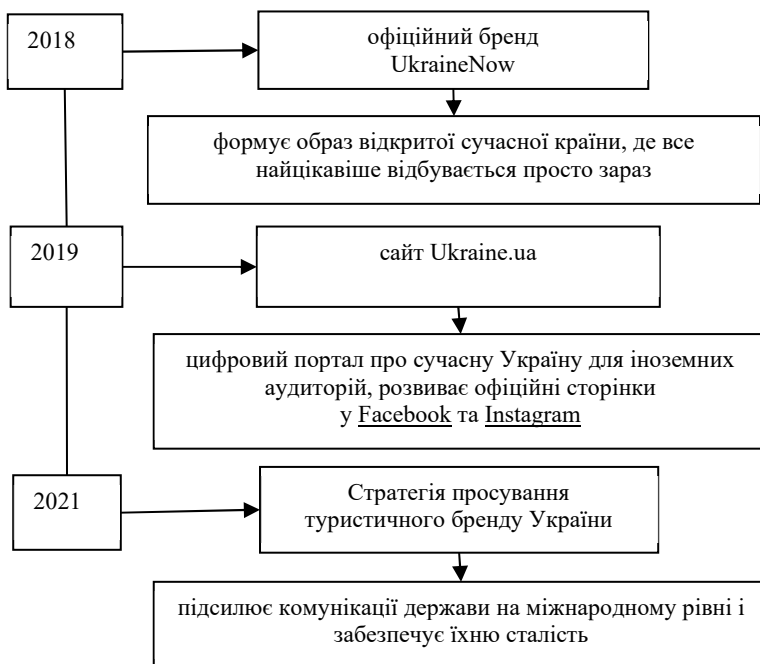 2018
офіційний бренд
UkraineNow
формує образ відкритої сучасної країни, де все
найцікавіше відбувається просто зараз
2019
сайт Ukraine.ua
цифровий портал про сучасну Україну для іноземних
аудиторій, розвиває офіційні сторінки
у Facebook та Instagram
2021
Стратегія просування
туристичного бренду України
підсилює комунікації держави на міжнародному рівні і
забезпечує їхню сталість